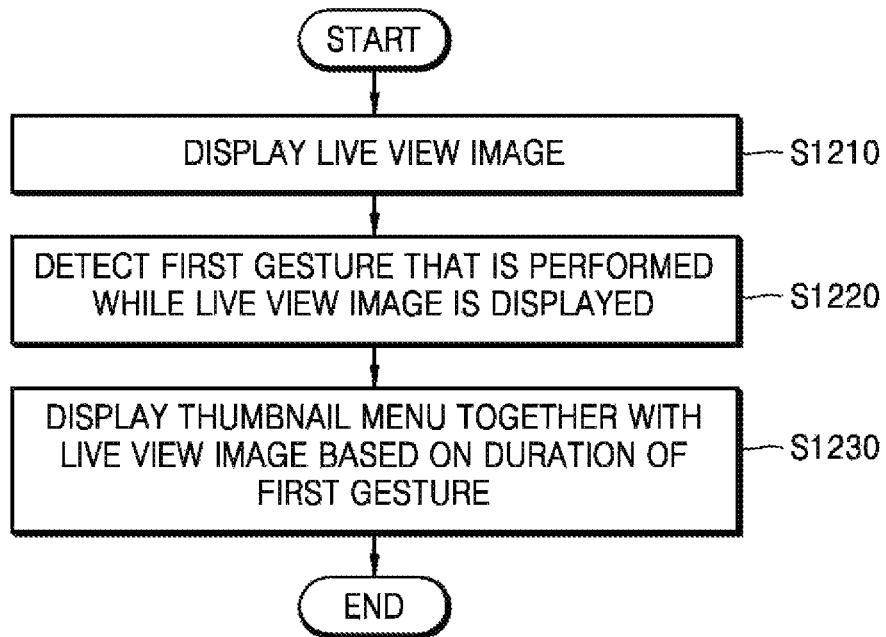 START
DISPLAY LIVE VIEW IMAGE
S1210
DETECT FIRST GESTURE THAT IS PERFORMED
WHILE LIVE VIEW IMAGE IS DISPLAYED
S1220
DISPLAY THUMBNAIL MENU TOGETHER WITH
LIVE VIEW IMAGE BASED ON DURATION OF
FIRST GESTURE
S1230
END